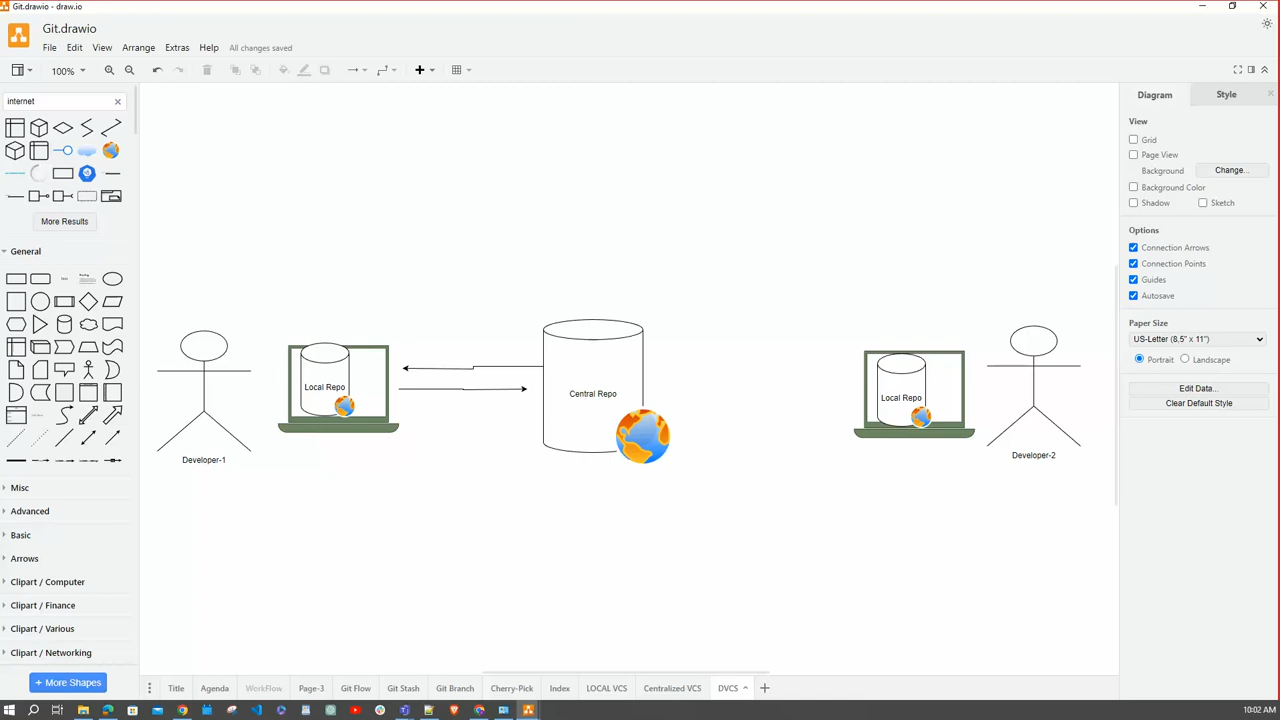 Git.drawio - draw.io
Git.drawio
File Edit View Arrange Extras Help All changes saved
100%
internet
More Results
General
Misc
Advanced
Basic
Arrows
Clipart / Computer
Clipart / Finance
Clipart / Various
Clipart / Networking
+ More Shapes
Developer-1
Local Repo
Central Repo
Local Repo
Developer-2
Diagram Style
View
Grid
Page View
Background Change...
Background Color
Shadow Sketch
Options
Connection Arrows
Connection Points
Guides
Autosave
Paper Size
US-Letter (8,5" x 11")
Portrait Landscape
Edit Data...
Clear Default Style
Title Agenda WorkFlow Page-3 Git Flow Git Stash Git Branch Cherry-Pick Index LOCAL VCS Centralized VCS DVCS
10:02 AM